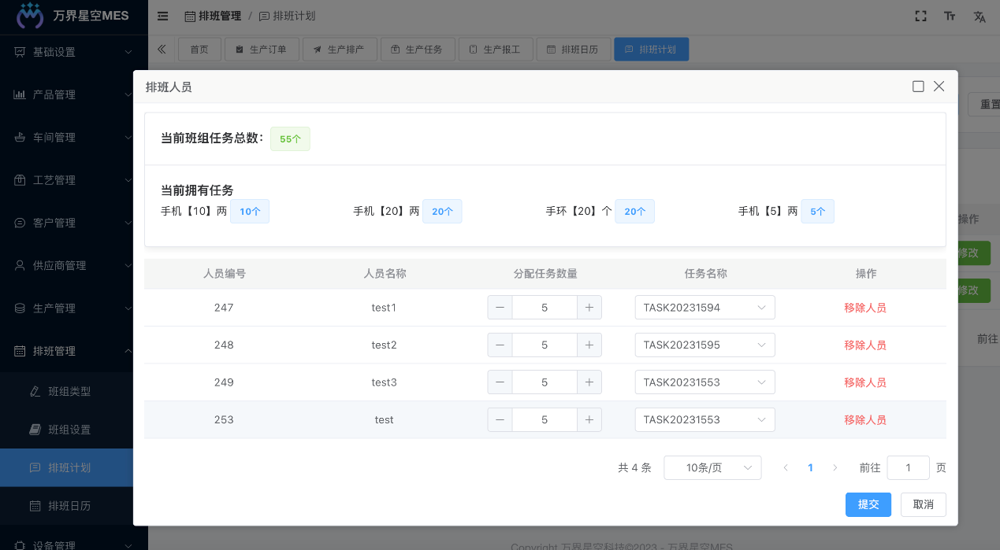 万界星空MES
排班管理 / 排班计划
首页 生产订单 生产排产 生产任务 生产报工 排班日历 排班计划
基础设置
产品管理
车间管理
工艺管理
客户管理
供应商管理
生产管理
排班管理
班组类型
班组设置
排班计划
排班日历
设备管理
重置
操作
修改
修改
前往
排班人员
当前班组任务总数： 55个
当前拥有任务
手机【10】两 10个 手机【20】两 20个 手环【20】个 20个 手机【5】两 5个
人员编号 人员名称 分配任务数量 任务名称 操作
247 test1 5 TASK20231594 移除人员
248 test2 5 TASK20231595 移除人员
249 test3 5 TASK20231553 移除人员
253 test 5 TASK20231553 移除人员
共 4 条 10条/页 1 前往 1 页
提交 取消
Copyright 万界星空科技©2023 - 万界星空MES